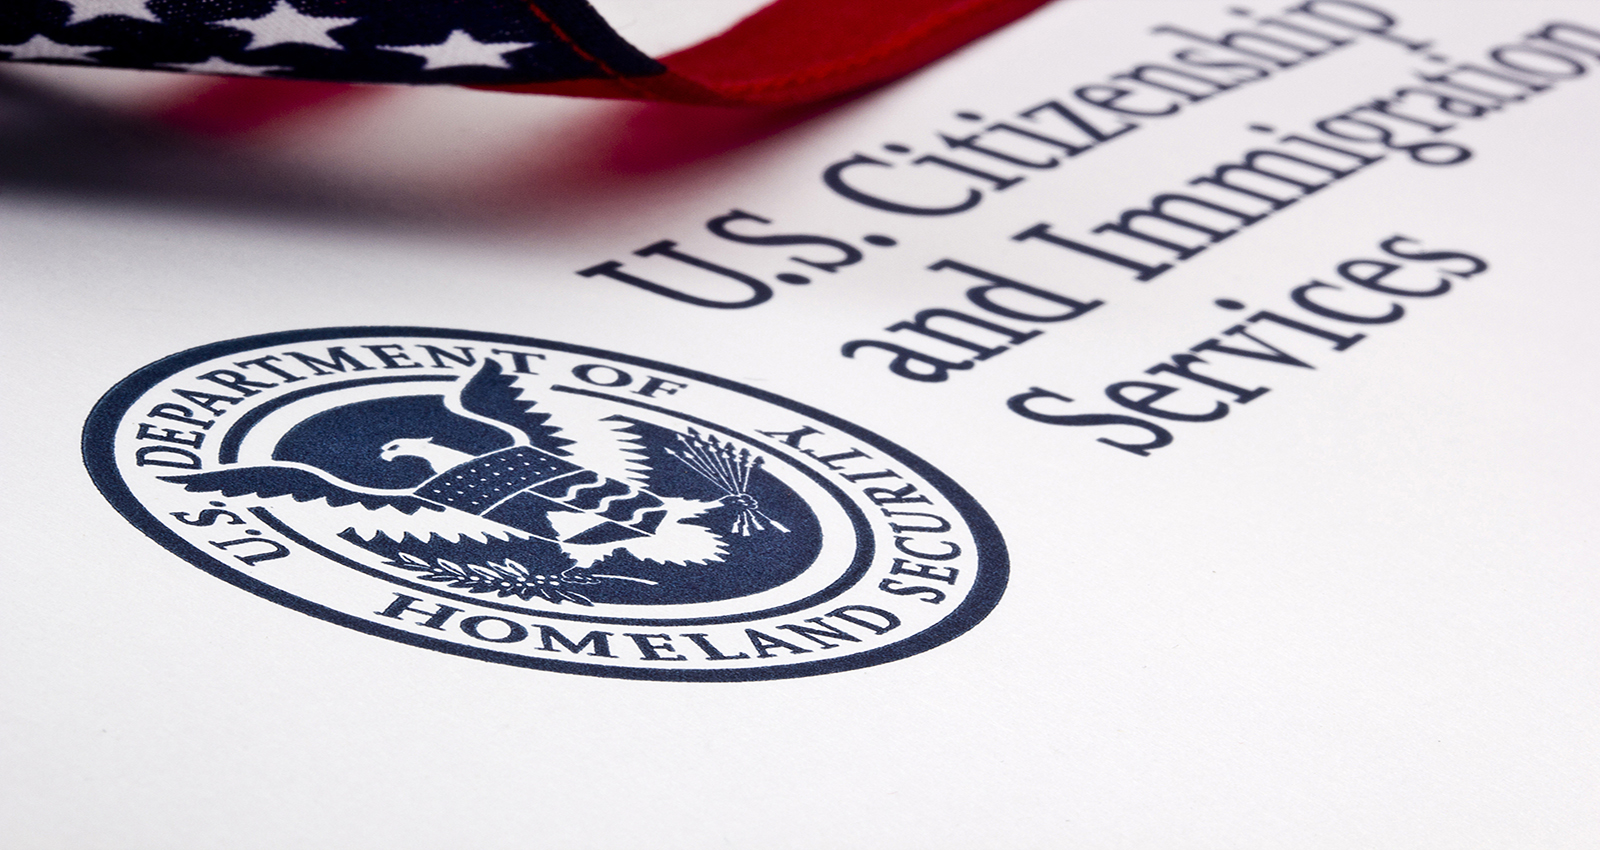 U.S. Citizenship
and Immigration
Services
U.S. DEPARTMENT OF
HOMELAND SECURITY